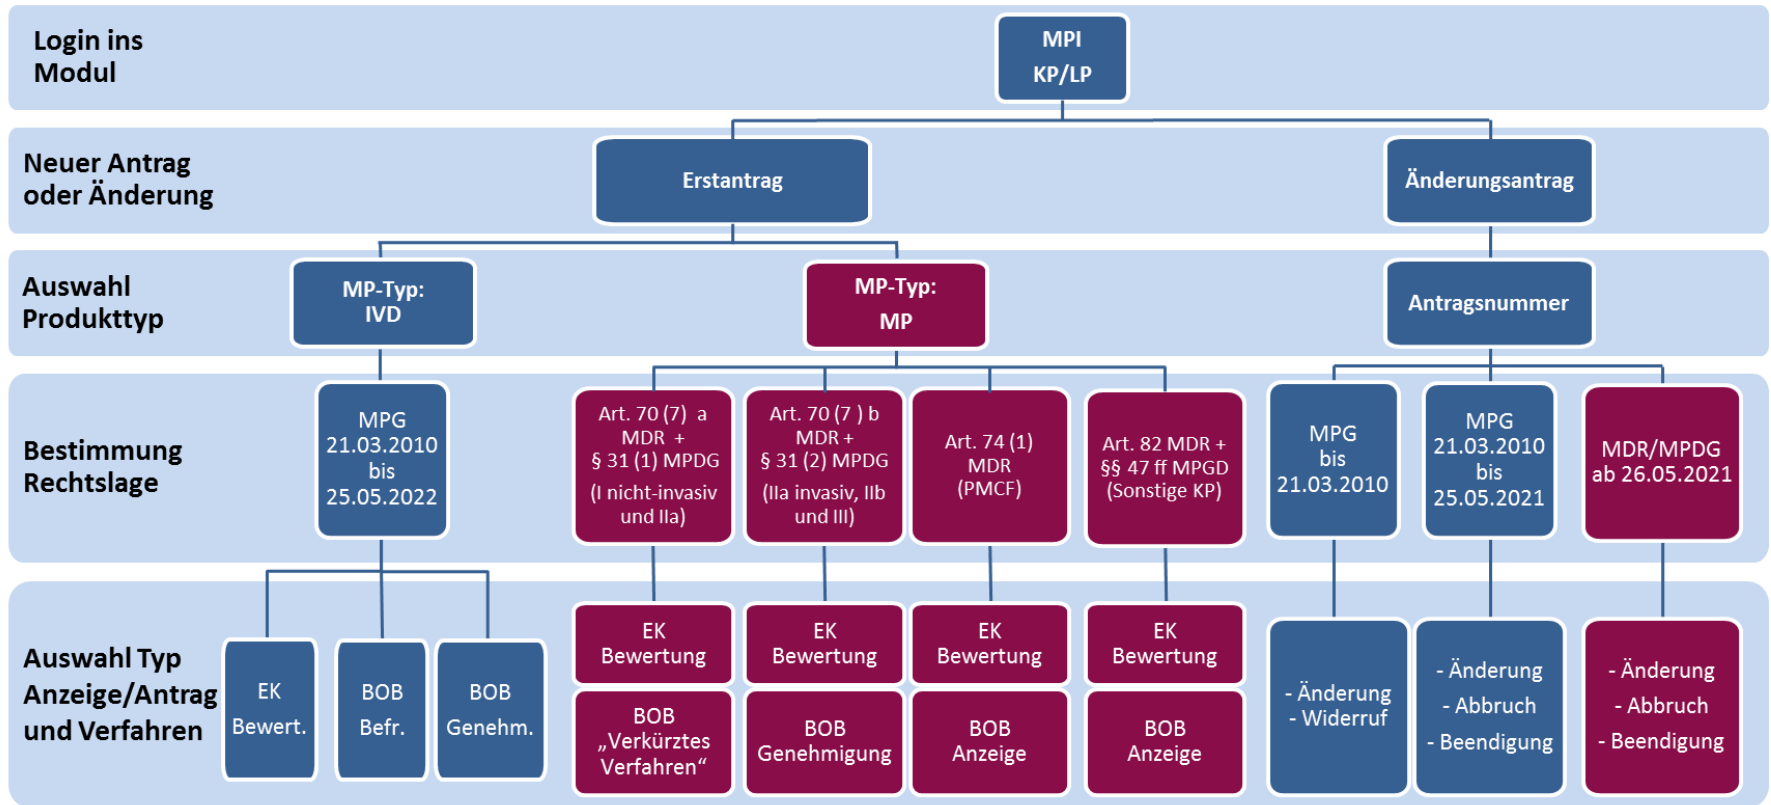 Login ins
Modul
MPI
KP/LP
Neuer Antrag
oder Änderung
Erstantrag
Änderungsantrag
Auswahl
Produkttyp
MP-Typ:
IVD
MP-Typ:
MP
Antragsnummer
Bestimmung
Rechtslage
MPG
21.03.2010
bis
25.05.2022
Art. 70 (7) a
MDR +
§ 31 (1) MPDG
(I nicht-invasiv
und IIa)
Art. 70 (7 ) b
MDR +
§ 31 (2) MPDG
(IIa invasiv, IIb
und III)
Art. 74 (1)
MDR
(PMCF)
Art. 82 MDR +
§§ 47 ff MPGD
(Sonstige KP)
MPG
bis
21.03.2010
MPG
21.03.2010
bis
25.05.2021
MDR/MPDG
ab 26.05.2021
Auswahl Typ
Anzeige/Antrag
und Verfahren
EK
Bewert.
BOB
Befr.
BOB
Genehm.
EK
Bewertung
BOB
„Verkürztes
Verfahren“
EK
Bewertung
BOB
Genehmigung
EK
Bewertung
BOB
Anzeige
EK
Bewertung
BOB
Anzeige
- Änderung
- Widerruf
- Änderung
- Abbruch
- Beendigung
- Änderung
- Abbruch
- Beendigung